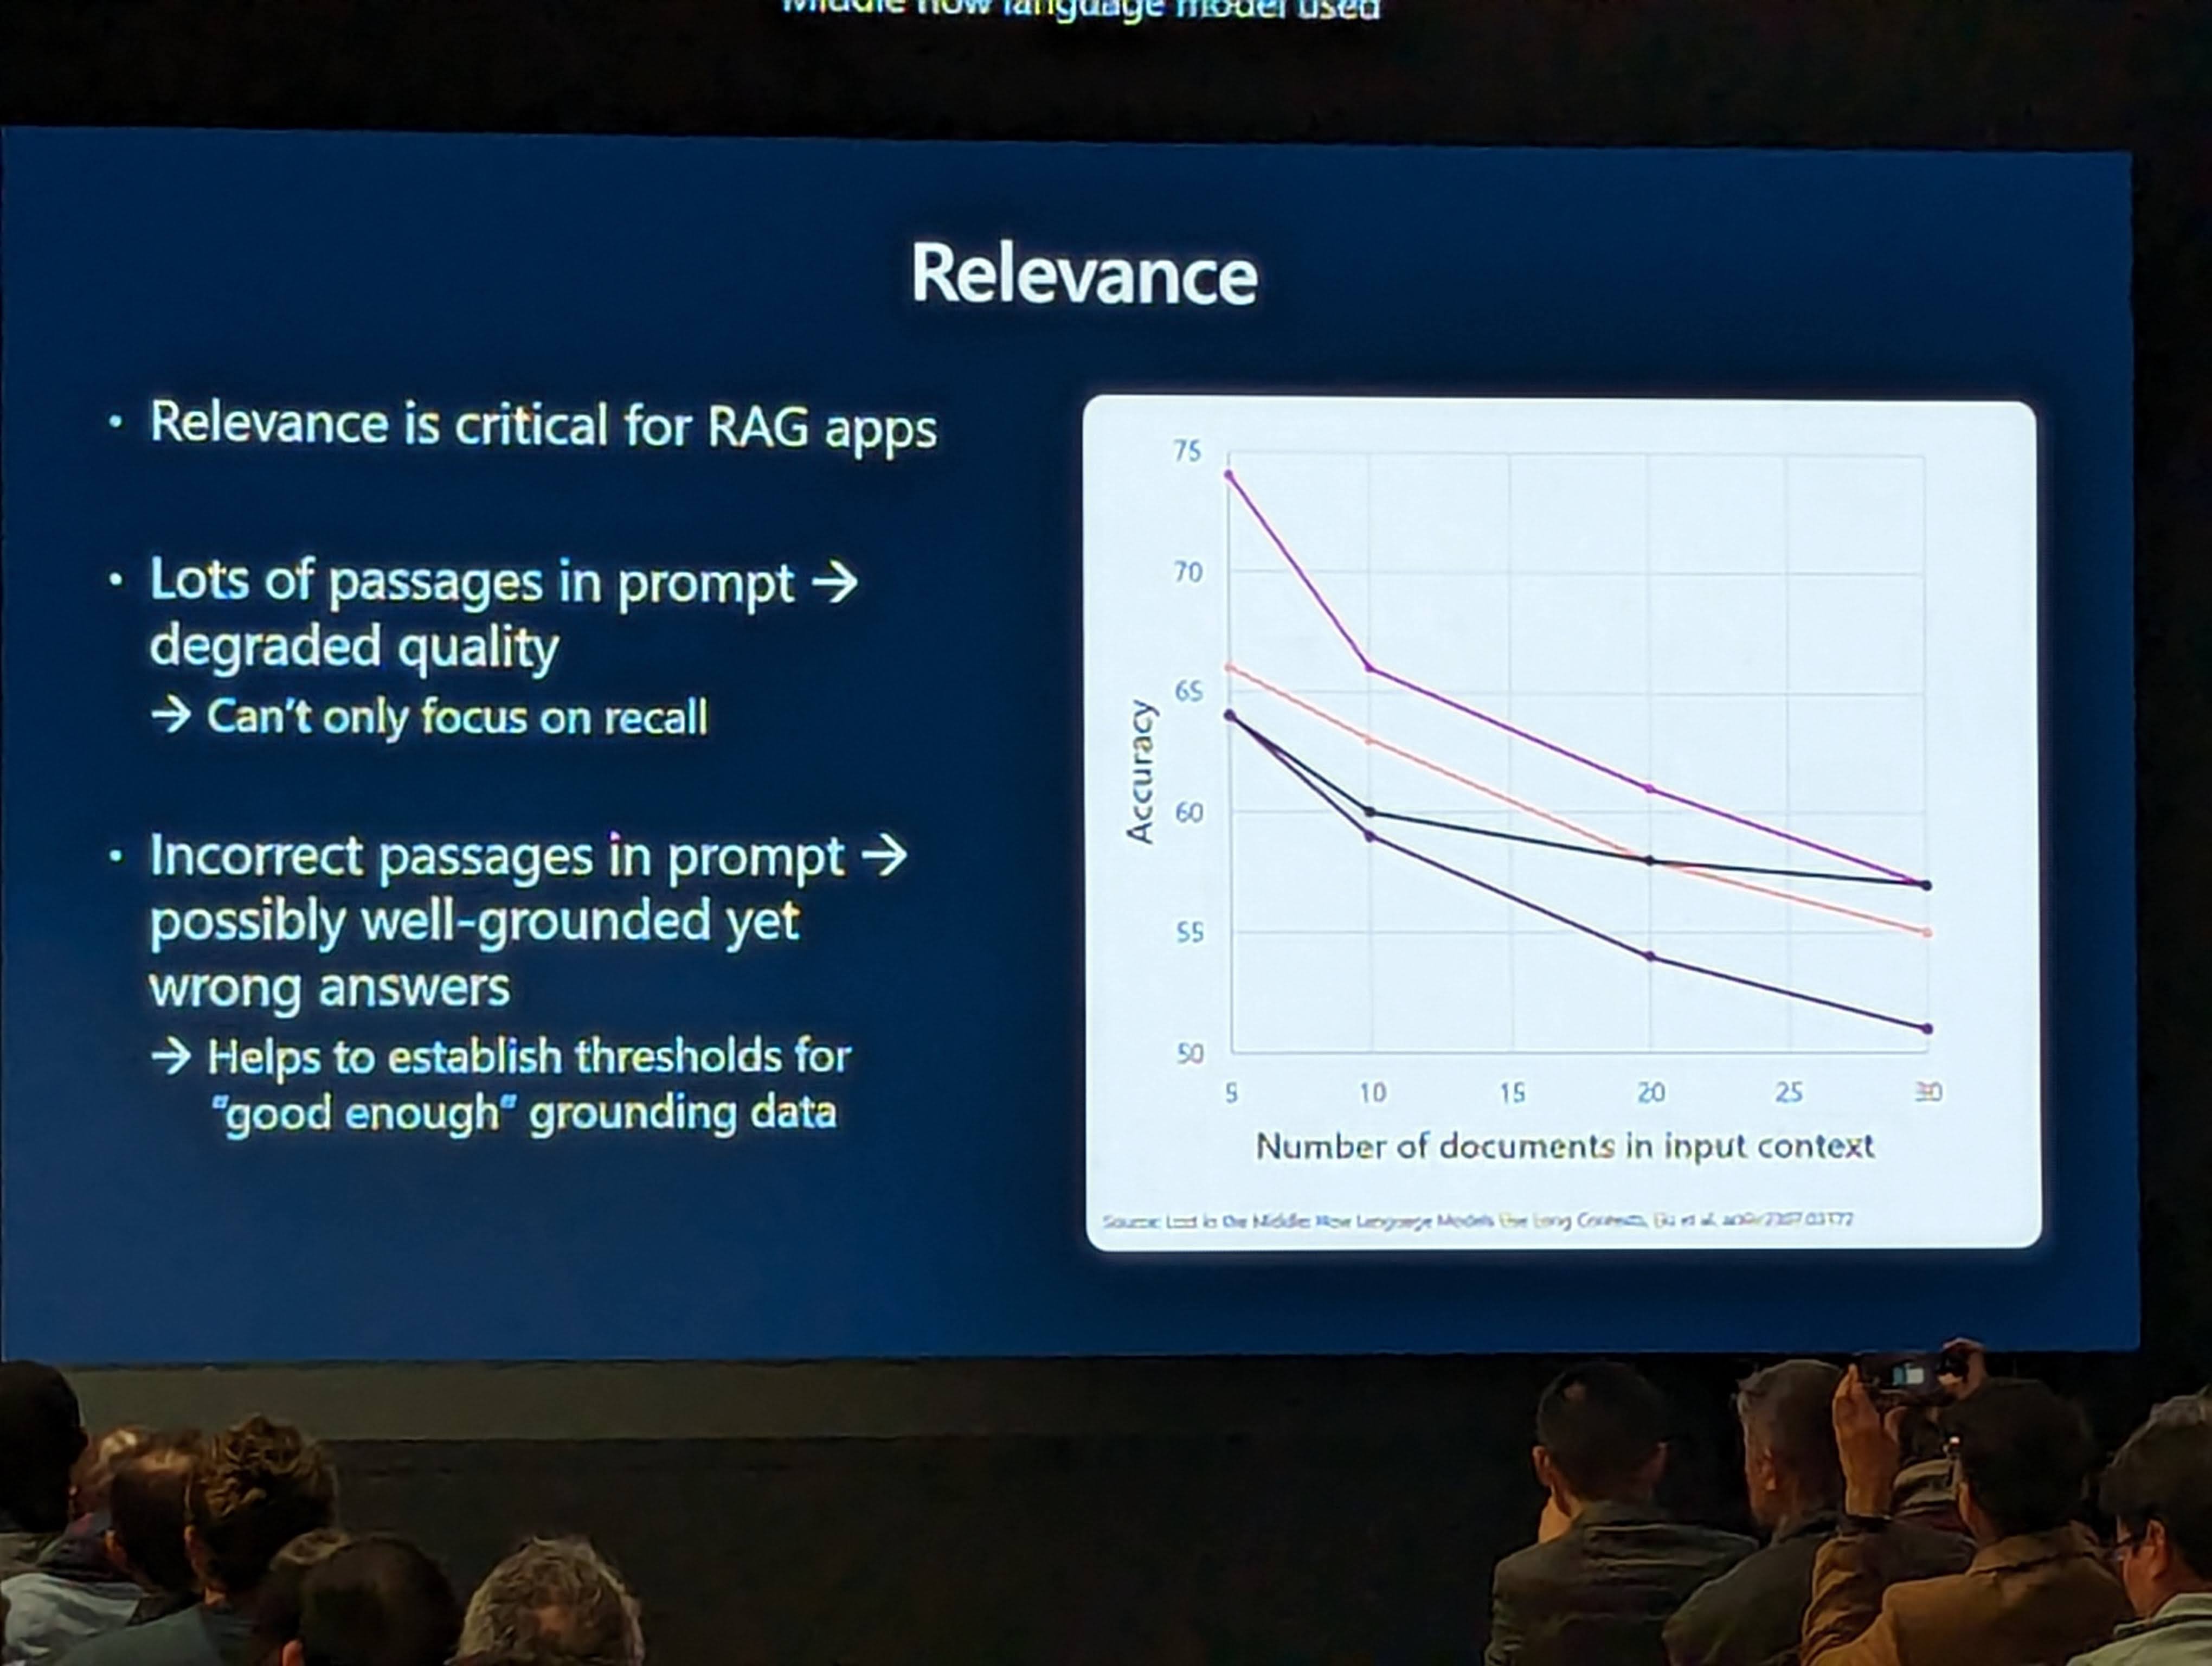 Middle how language model used
Relevance
• Relevance is critical for RAG apps
• Lots of passages in prompt →
degraded quality
→ Can't only focus on recall
• Incorrect passages in prompt →
possibly well-grounded yet
wrong answers
→ Helps to establish thresholds for
"good enough" grounding data
75
70
65
60
55
50
Accuracy
5 10 15 20 25 30
Number of documents in input context
Source: Lost in the Middle: How Language Models Use Long Contexts, Liu et al.